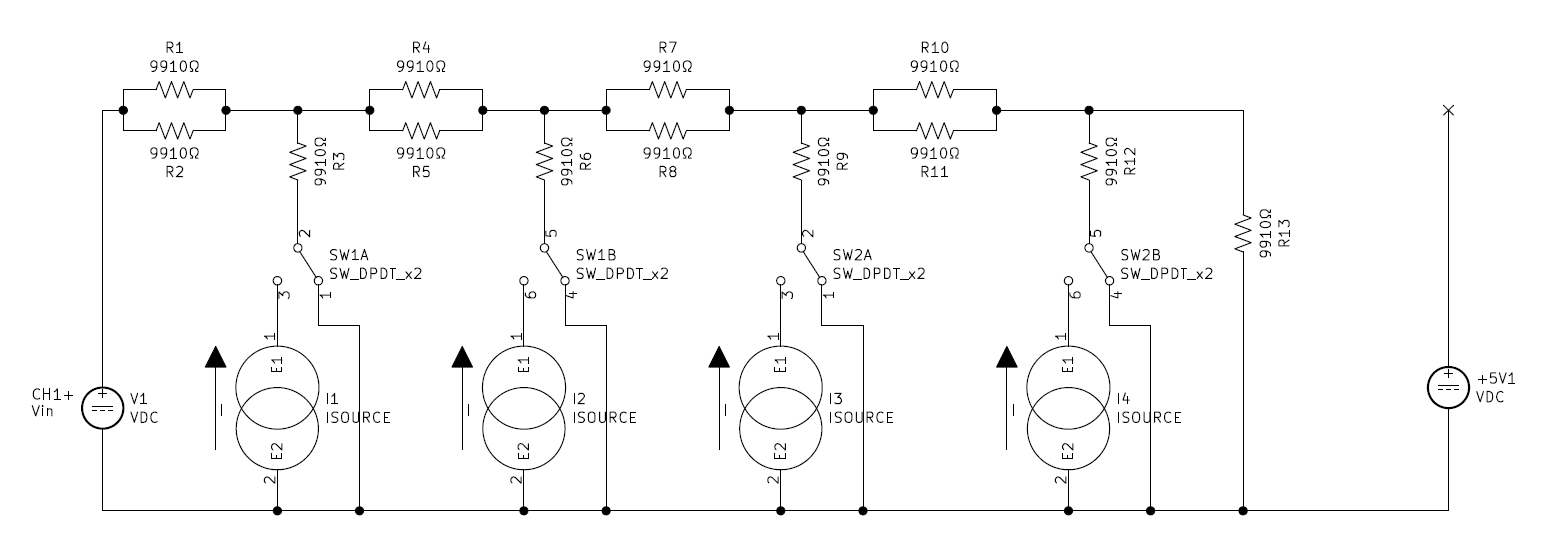 R1
9910Ω
9910Ω
R2
R4
9910Ω
9910Ω
R5
R7
9910Ω
9910Ω
R8
R10
9910Ω
9910Ω
R11
9910Ω
R3
9910Ω
R6
9910Ω
R9
9910Ω
R12
9910Ω
R13
2
SW1A
SW_DPDT_x2
3
1
5
SW1B
SW_DPDT_x2
6
4
2
SW2A
SW_DPDT_x2
3
1
5
SW2B
SW_DPDT_x2
6
4
CH1+
Vin
+
V1
VDC
I
1
E1
E2
2
I1
ISOURCE
I
1
E1
E2
2
I2
ISOURCE
I
1
E1
E2
2
I3
ISOURCE
I
1
E1
E2
2
I4
ISOURCE
+
+5V1
VDC